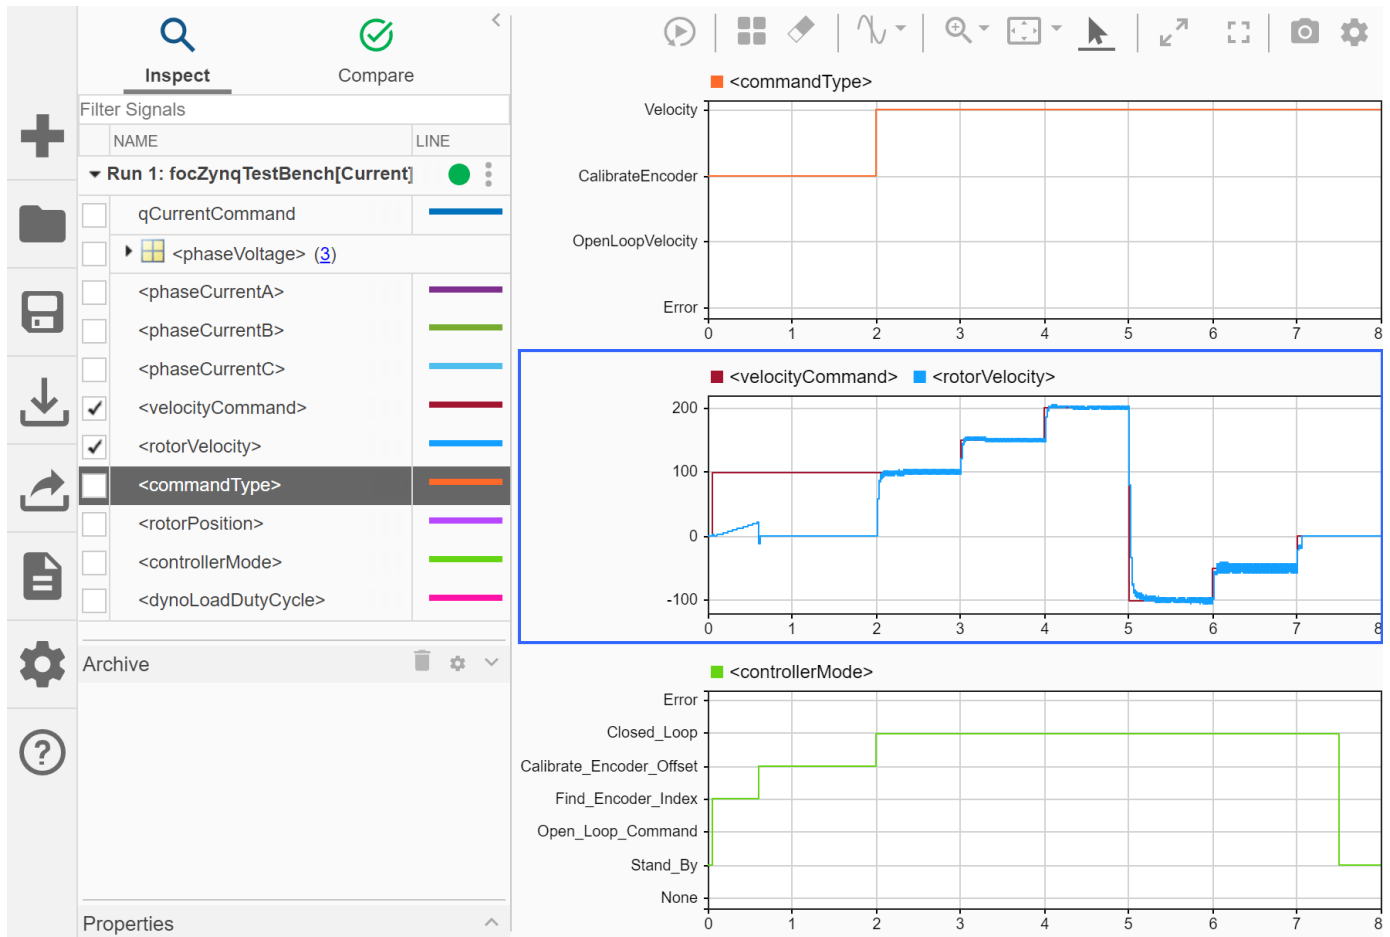 Inspect
Compare
Filter Signals
NAME
LINE
Run 1: focZynqTestBench[Current]
qCurrentCommand
<phaseVoltage> (3)
<phaseCurrentA>
<phaseCurrentB>
<phaseCurrentC>
<velocityCommand>
<rotorVelocity>
<commandType>
<rotorPosition>
<controllerMode>
<dynoLoadDutyCycle>
Archive
Properties
<commandType>
Velocity
CalibrateEncoder
OpenLoopVelocity
Error
0 1 2 3 4 5 6 7 8
<velocityCommand> <rotorVelocity>
200
100
0
-100
0 1 2 3 4 5 6 7 8
<controllerMode>
Error
Closed_Loop
Calibrate_Encoder_Offset
Find_Encoder_Index
Open_Loop_Command
Stand_By
None
0 1 2 3 4 5 6 7 8